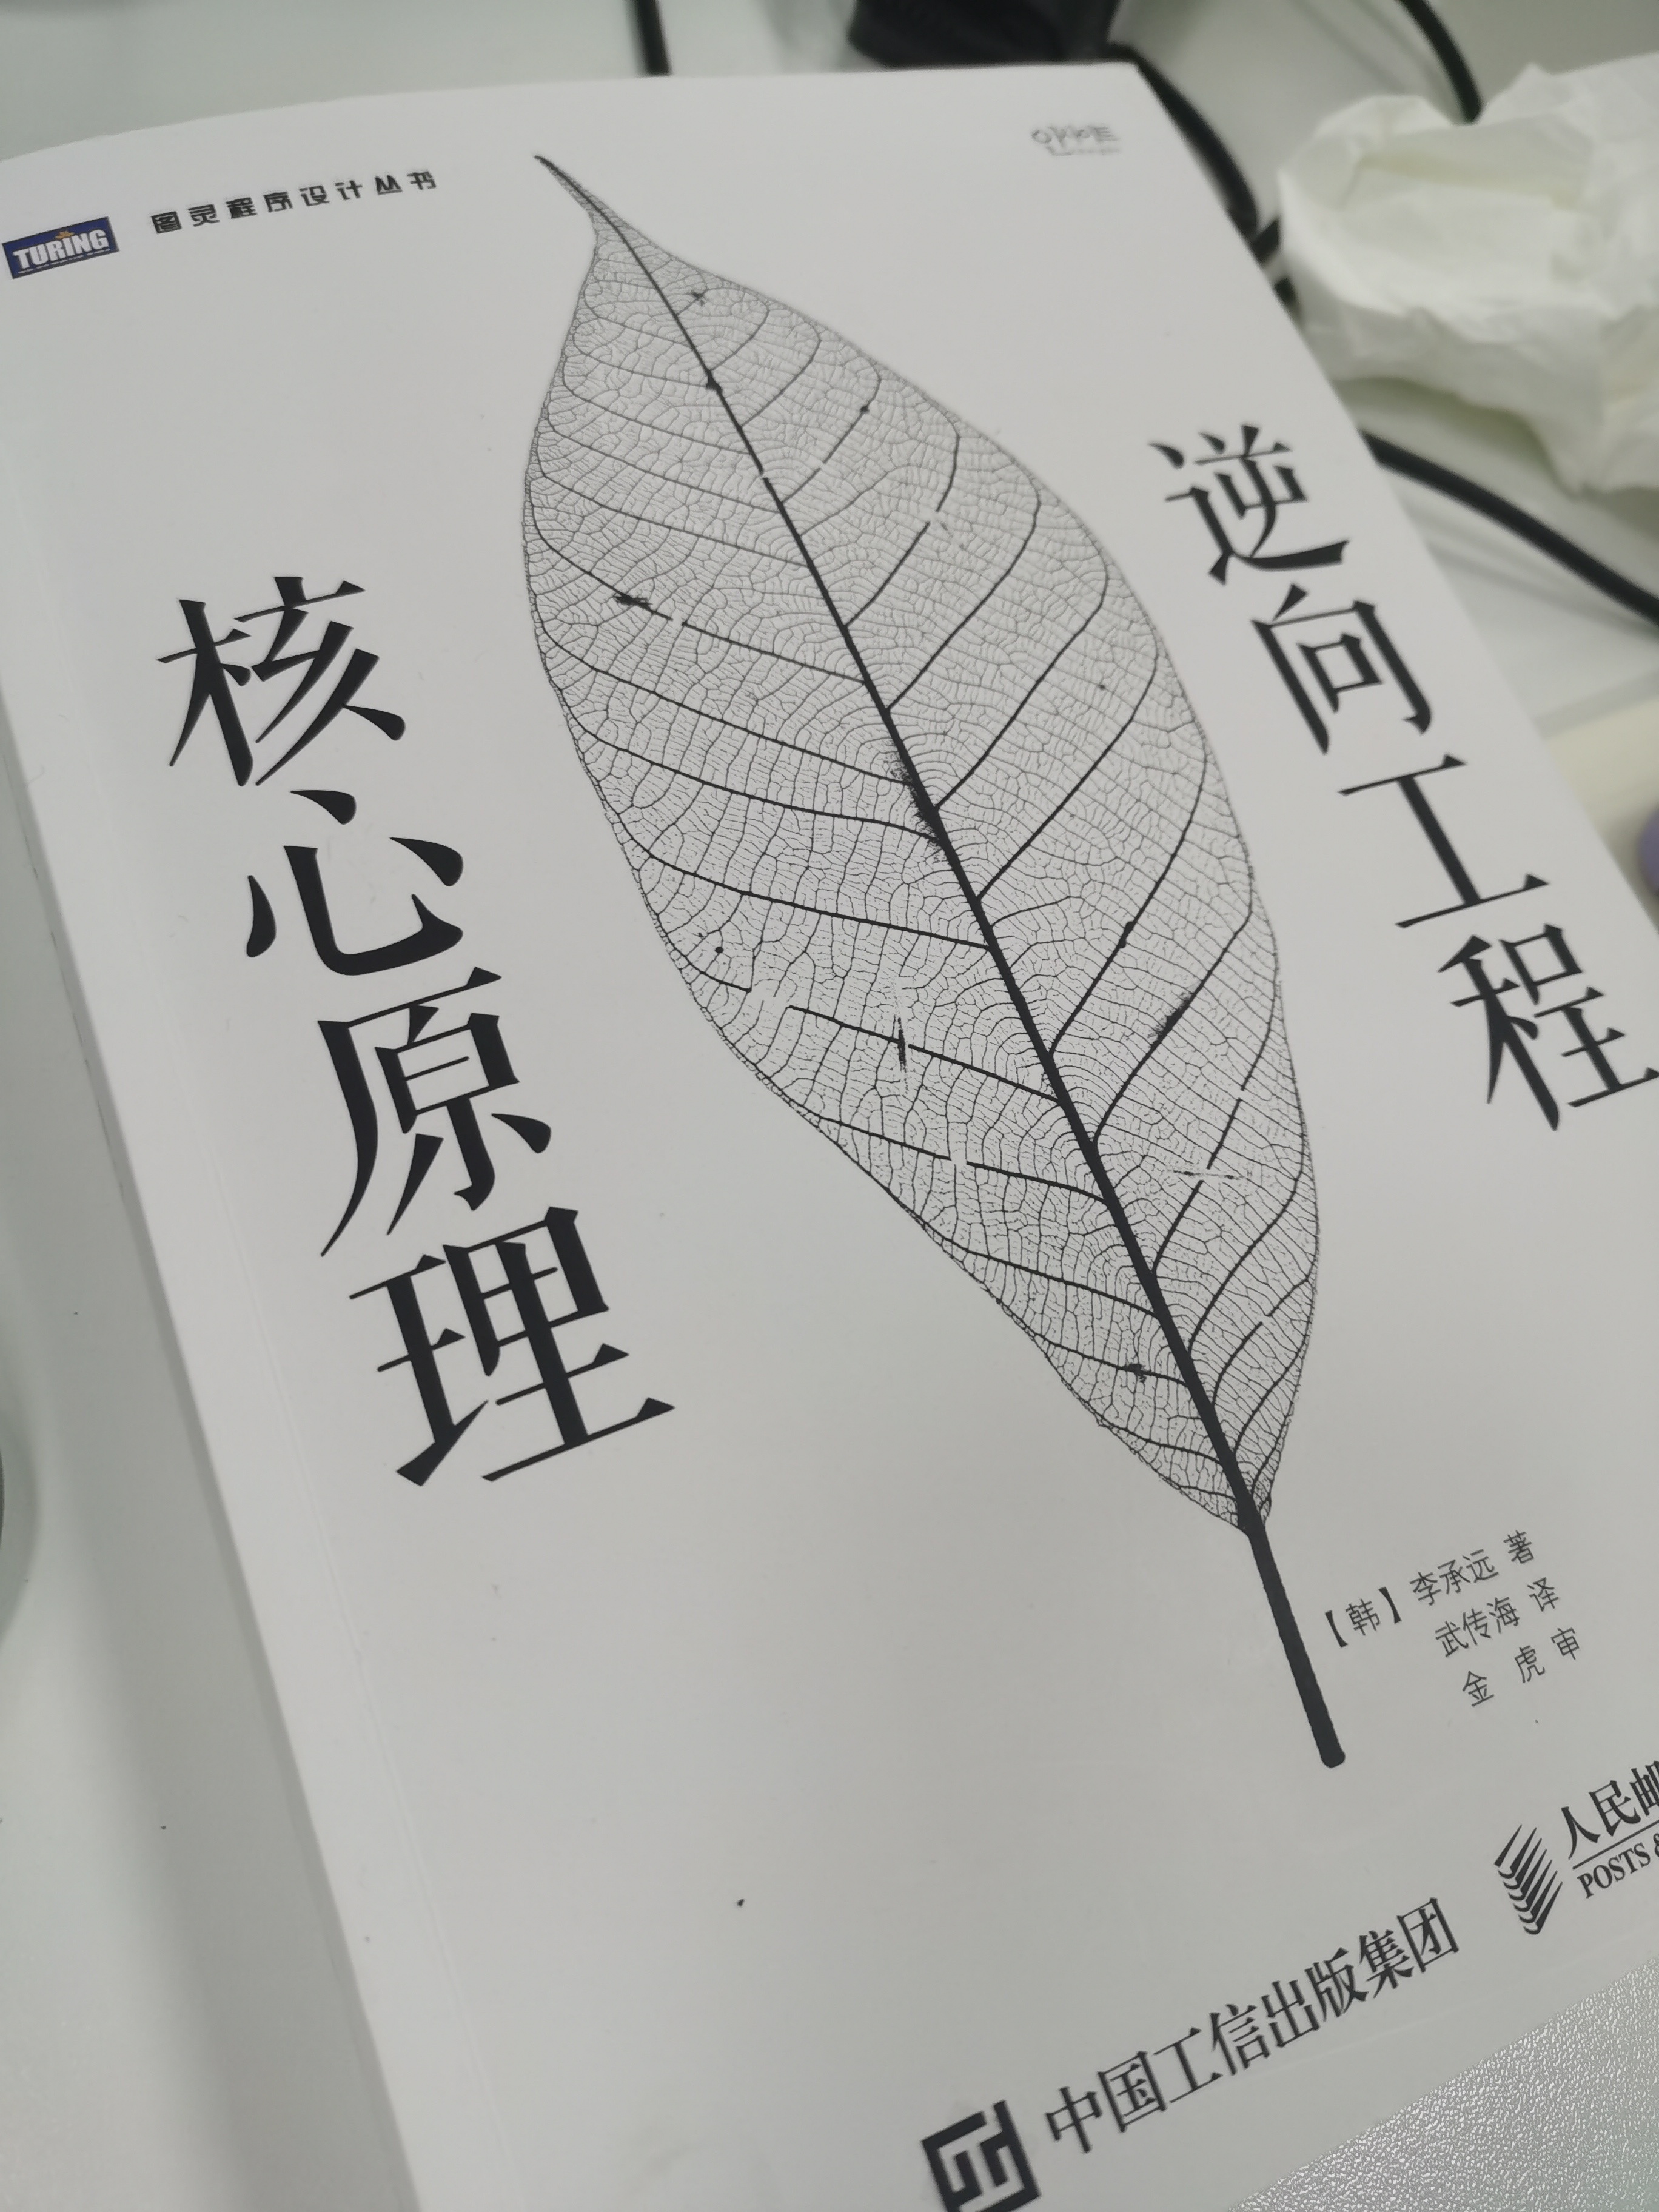 TURING
图灵程序设计丛书
逆向工程
核心原理
【韩】李承远 著
武传海 译
金 虎 审
中国工信出版集团
人民邮
POSTS &